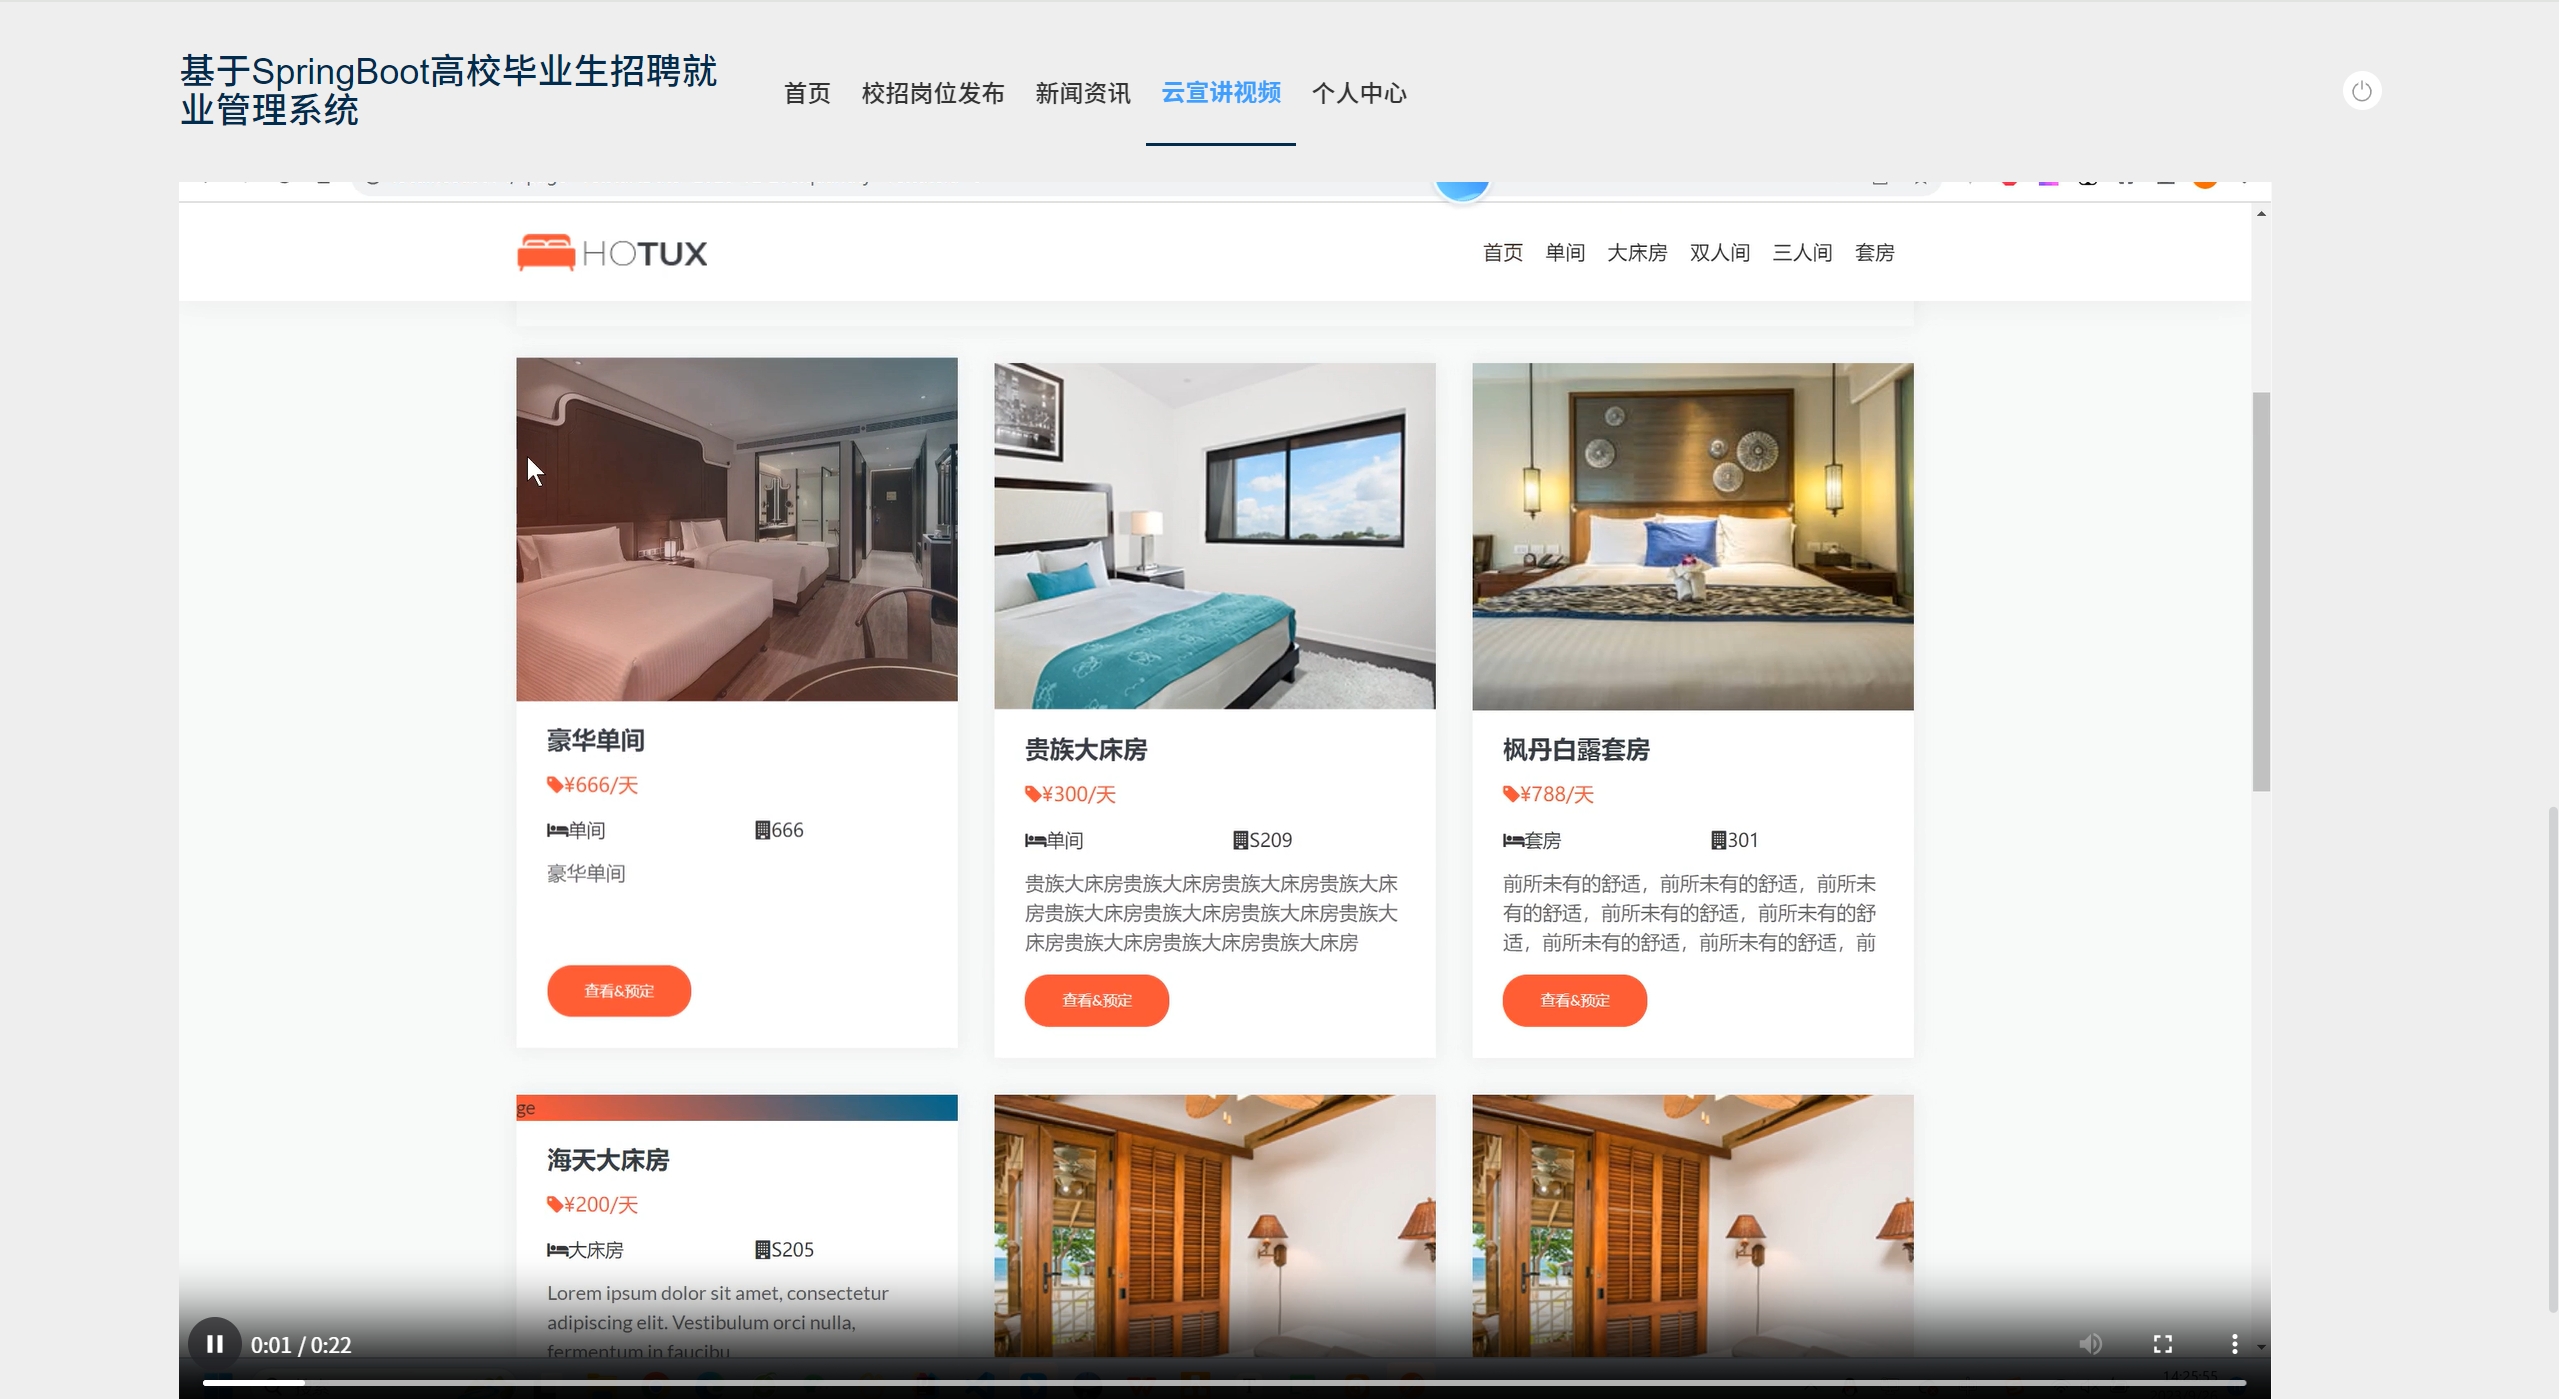 基于SpringBoot高校毕业生招聘就
业管理系统
首页 校招岗位发布 新闻资讯 云宣讲视频 个人中心
HOTUX
首页 单间 大床房 双人间 三人间 套房
豪华单间
¥666/天
单间 666
豪华单间
查看&预定
贵族大床房
¥300/天
单间 S209
贵族大床房贵族大床房贵族大床房贵族大床
房贵族大床房贵族大床房贵族大床房贵族大
床房贵族大床房贵族大床房贵族大床房
查看&预定
枫丹白露套房
¥788/天
套房 301
前所未有的舒适，前所未有的舒适，前所未
有的舒适，前所未有的舒适，前所未有的舒
适，前所未有的舒适，前所未有的舒适，前
查看&预定
ge
海天大床房
¥200/天
大床房 S205
Lorem ipsum dolor sit amet, consectetur
adipiscing elit. Vestibulum orci nulla,
fermentum in faucibu
0:01 / 0:22
14:25:55